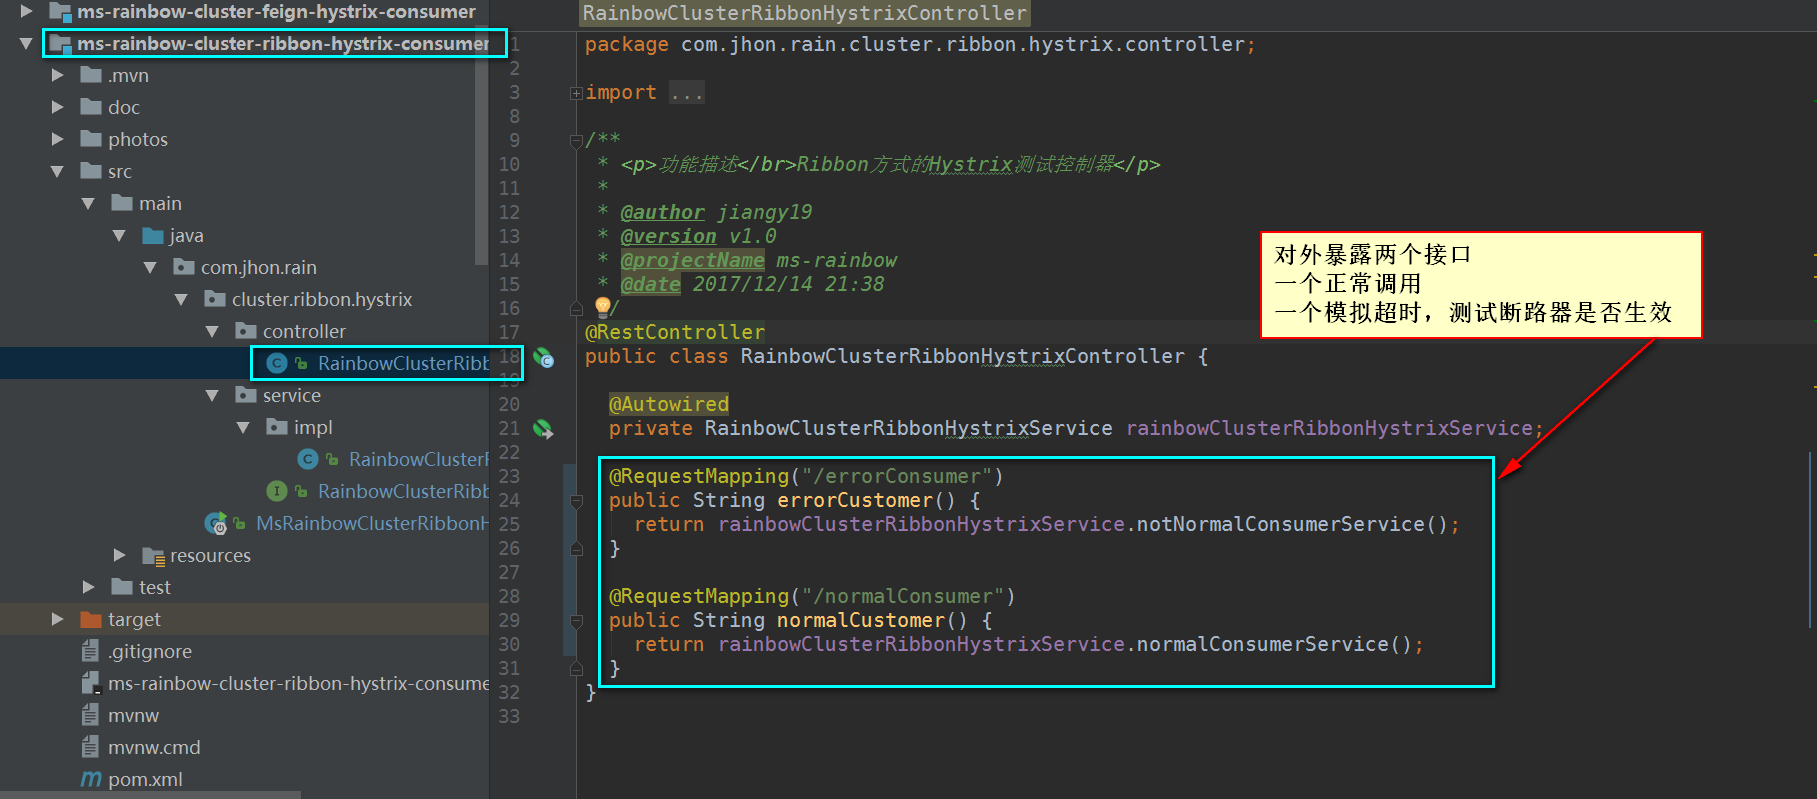 ms-rainbow-cluster-feign-hystrix-consumer
ms-rainbow-cluster-ribbon-hystrix-consumer
.mvn
doc
photos
src
main
java
com.jhon.rain
cluster.ribbon.hystrix
controller
RainbowClusterRibb
service
impl
RainbowClusterR
RainbowClusterRibb
MsRainbowClusterRibbonH
resources
test
target
.gitignore
ms-rainbow-cluster-ribbon-hystrix-consume
mvnw
mvnw.cmd
pom.xml
RainbowClusterRibbonHystrixController
1 package com.jhon.rain.cluster.ribbon.hystrix.controller;
2
3 import ...
8
9 /**
10 * <p>功能描述</br>Ribbon方式的Hystrix测试控制器</p>
11 *
12 * @author jiangy19
13 * @version v1.0
14 * @projectName ms-rainbow
15 * @date 2017/12/14 21:38
16 /
17 @RestController
18 public class RainbowClusterRibbonHystrixController {
19
20 @Autowired
21 private RainbowClusterRibbonHystrixService rainbowClusterRibbonHystrixService;
22
23 @RequestMapping("/errorConsumer")
24 public String errorCustomer() {
25 return rainbowClusterRibbonHystrixService.notNormalConsumerService();
26 }
27
28 @RequestMapping("/normalConsumer")
29 public String normalCustomer() {
30 return rainbowClusterRibbonHystrixService.normalConsumerService();
31 }
32 }
33
对外暴露两个接口
一个正常调用
一个模拟超时，测试断路器是否生效